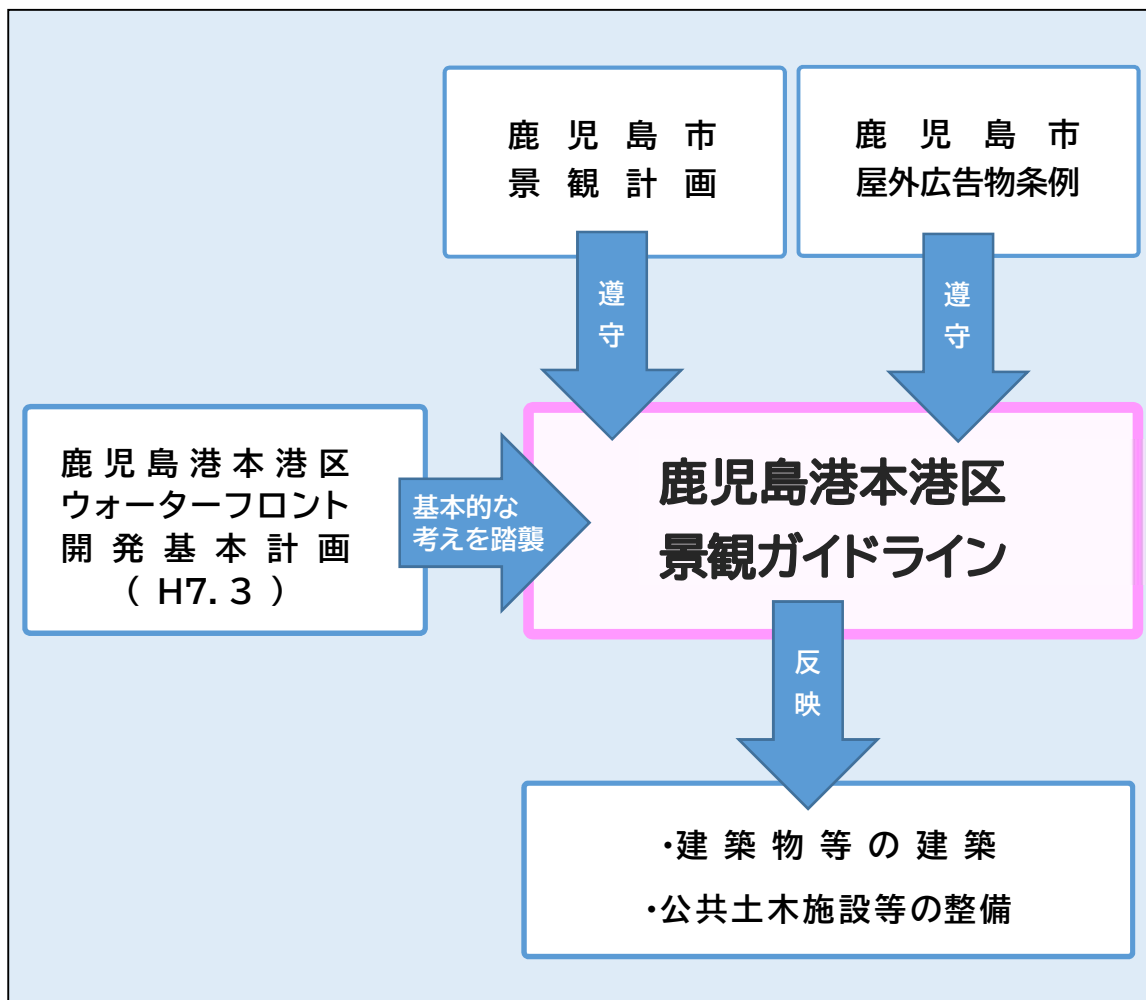 鹿児島市
景観計画
鹿児島市
屋外広告物条例
遵守
遵守
鹿児島港本港区
ウォーターフロント
開発基本計画
( H7.3 )
基本的な
考えを踏襲
鹿児島港本港区
景観ガイドライン
反映
・建築物等の建築
・公共土木施設等の整備